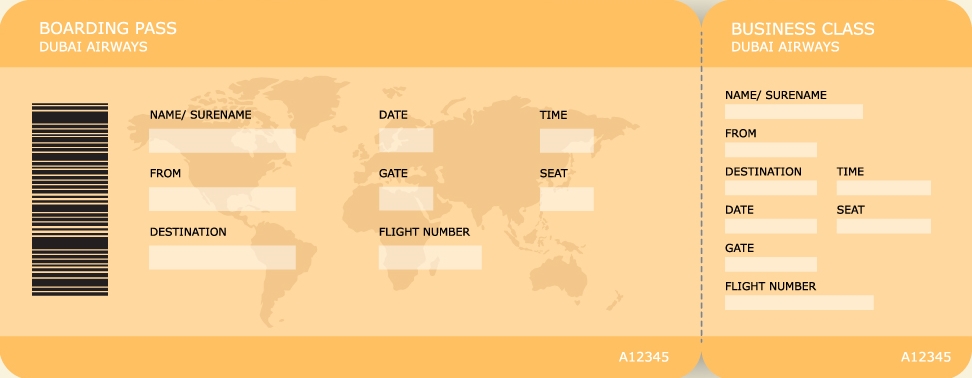 BOARDING PASS
DUBAI AIRWAYS
NAME/ SURENAME
DATE
TIME
FROM
GATE
SEAT
DESTINATION
FLIGHT NUMBER
A12345
BUSINESS CLASS
DUBAI AIRWAYS
NAME/ SURENAME
FROM
DESTINATION TIME
DATE SEAT
GATE
FLIGHT NUMBER
A12345